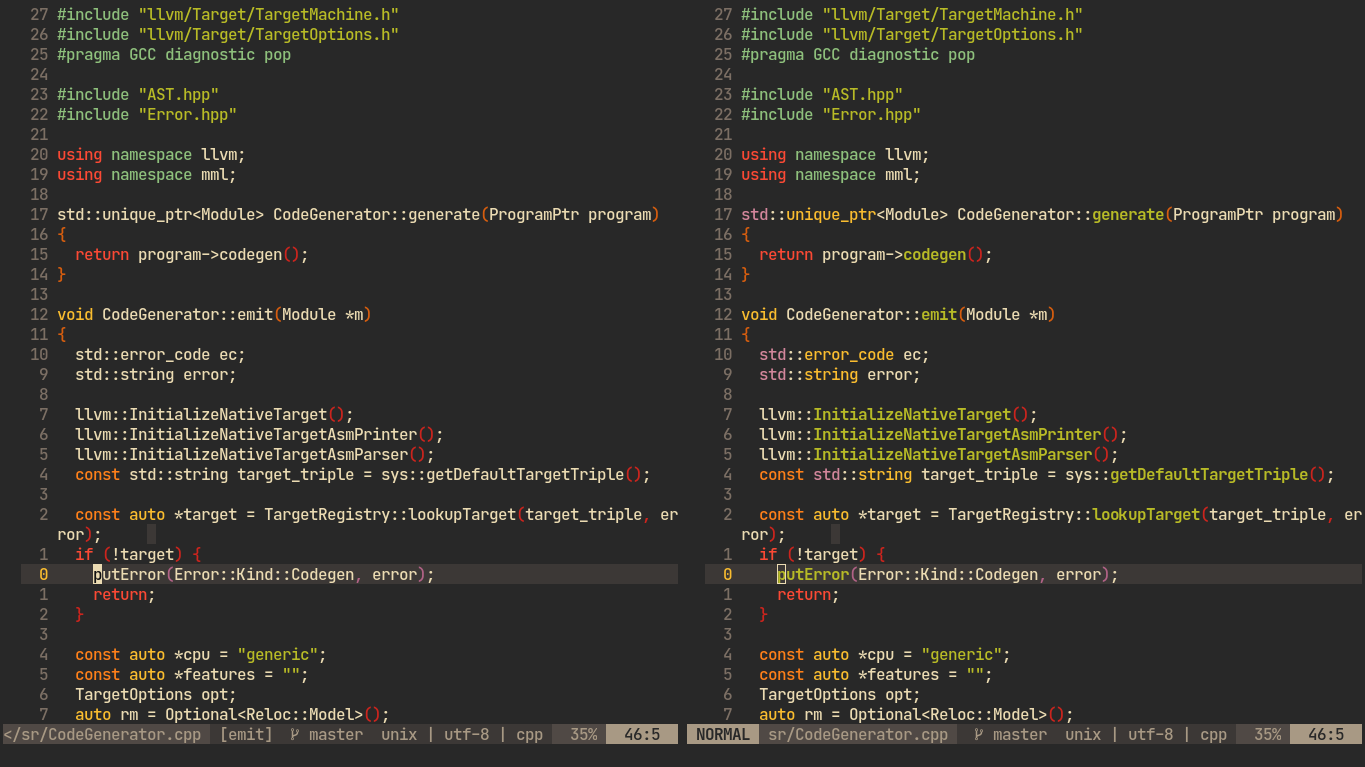 27 #include "llvm/Target/TargetMachine.h"
26 #include "llvm/Target/TargetOptions.h"
25 #pragma GCC diagnostic pop
24
23 #include "AST.hpp"
22 #include "Error.hpp"
21
20 using namespace llvm;
19 using namespace mml;
18
17 std::unique_ptr<Module> CodeGenerator::generate(ProgramPtr program)
16 {
15   return program->codegen();
14 }
13
12 void CodeGenerator::emit(Module *m)
11 {
10   std::error_code ec;
9   std::string error;
8
7   llvm::InitializeNativeTarget();
6   llvm::InitializeNativeTargetAsmPrinter();
5   llvm::InitializeNativeTargetAsmParser();
4   const std::string target_triple = sys::getDefaultTargetTriple();
3
2   const auto *target = TargetRegistry::lookupTarget(target_triple, er
ror);
1   if (!target) {
0     putError(Error::Kind::Codegen, error);
1     return;
2   }
3
4   const auto *cpu = "generic";
5   const auto *features = "";
6   TargetOptions opt;
7   auto rm = Optional<Reloc::Model>();
</sr/CodeGenerator.cpp [emit] master unix | utf-8 | cpp 35% 46:5
27 #include "llvm/Target/TargetMachine.h"
26 #include "llvm/Target/TargetOptions.h"
25 #pragma GCC diagnostic pop
24
23 #include "AST.hpp"
22 #include "Error.hpp"
21
20 using namespace llvm;
19 using namespace mml;
18
17 std::unique_ptr<Module> CodeGenerator::generate(ProgramPtr program)
16 {
15   return program->codegen();
14 }
13
12 void CodeGenerator::emit(Module *m)
11 {
10   std::error_code ec;
9   std::string error;
8
7   llvm::InitializeNativeTarget();
6   llvm::InitializeNativeTargetAsmPrinter();
5   llvm::InitializeNativeTargetAsmParser();
4   const std::string target_triple = sys::getDefaultTargetTriple();
3
2   const auto *target = TargetRegistry::lookupTarget(target_triple, er
ror);
1   if (!target) {
0     putError(Error::Kind::Codegen, error);
1     return;
2   }
3
4   const auto *cpu = "generic";
5   const auto *features = "";
6   TargetOptions opt;
7   auto rm = Optional<Reloc::Model>();
NORMAL sr/CodeGenerator.cpp master unix | utf-8 | cpp 35% 46:5